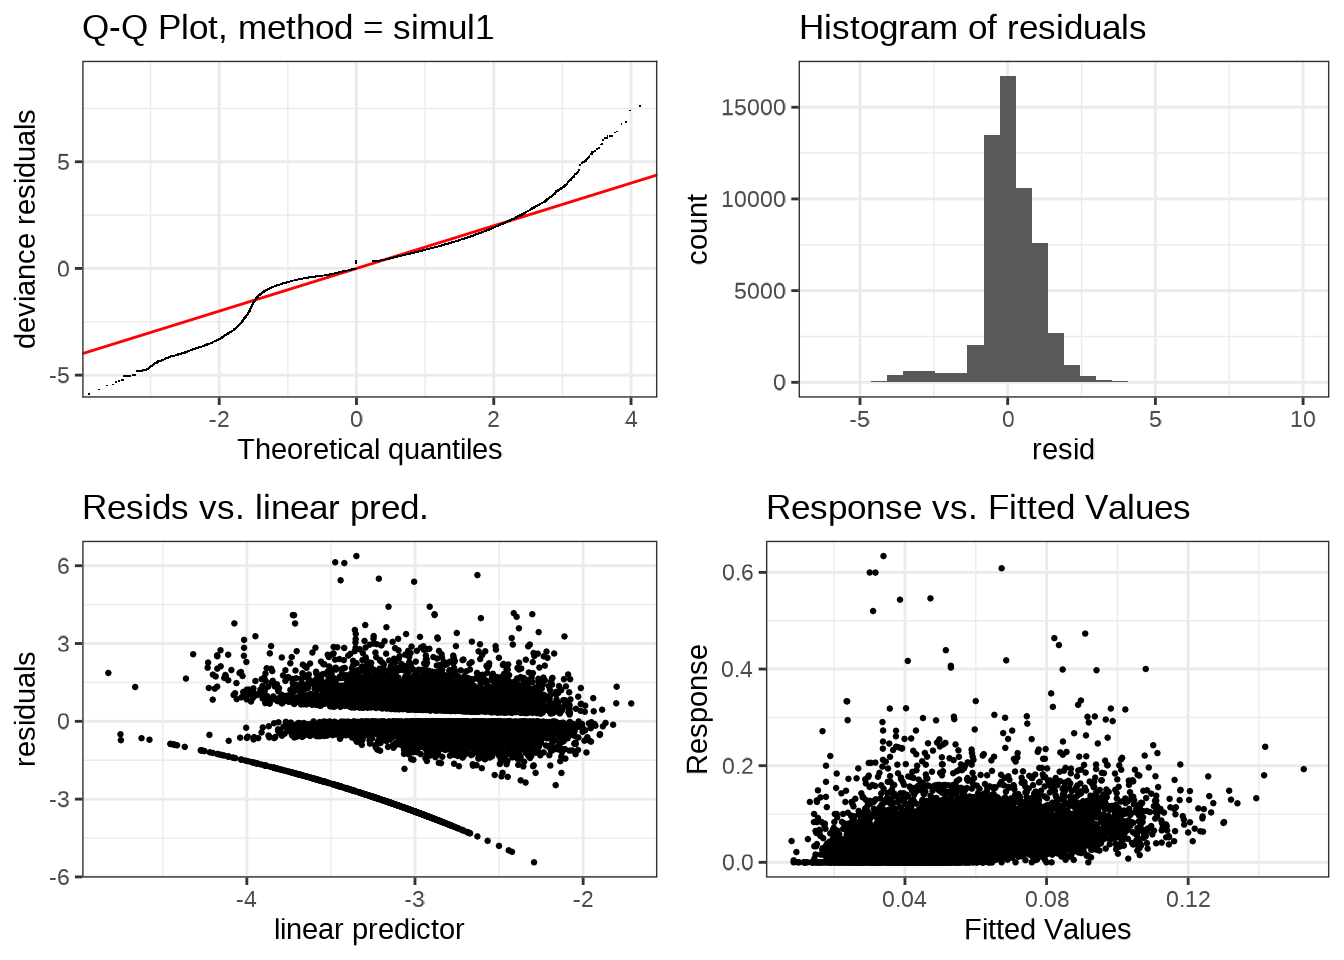 Q-Q Plot, method = simul1
deviance residuals
5
0
-5
-2 0 2 4
Theoretical quantiles
Histogram of residuals
count
15000
10000
5000
0
-5 0 5 10
resid
Resids vs. linear pred.
residuals
6
3
0
-3
-6
-4 -3 -2
linear predictor
Response vs. Fitted Values
Response
0.6
0.4
0.2
0.0
0.04 0.08 0.12
Fitted Values